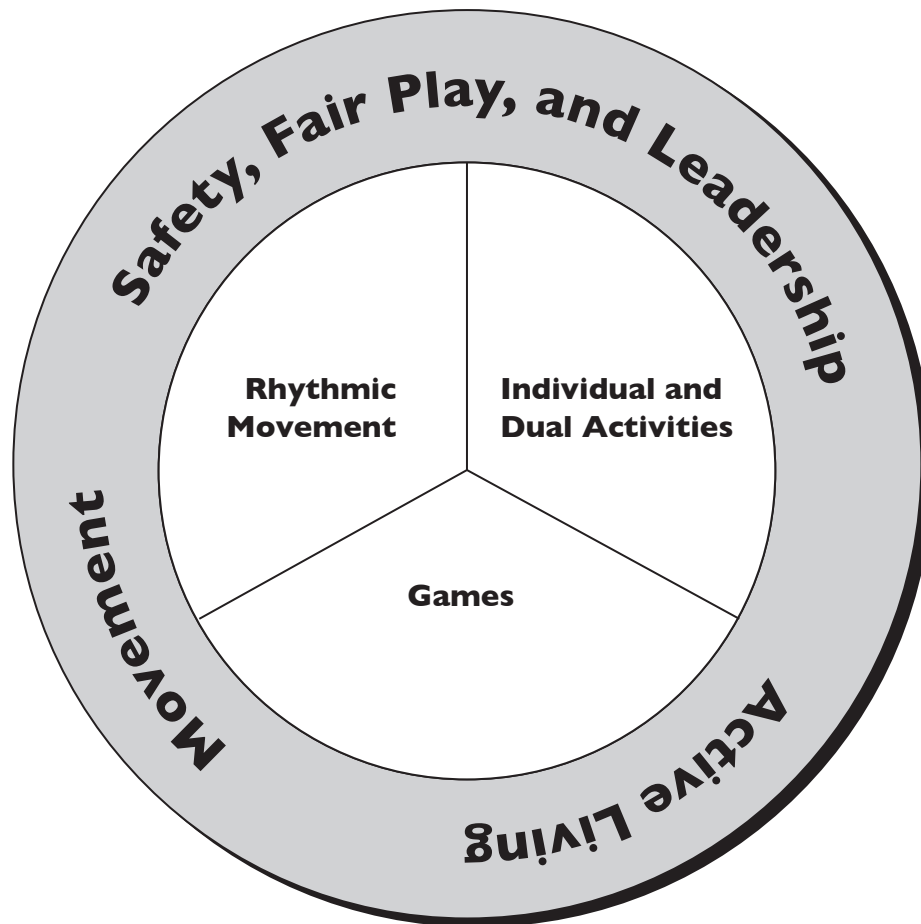 Safety, Fair Play, and Leadership
Rhythmic
Movement
Individual and
Dual Activities
Games
Movement
Active Living